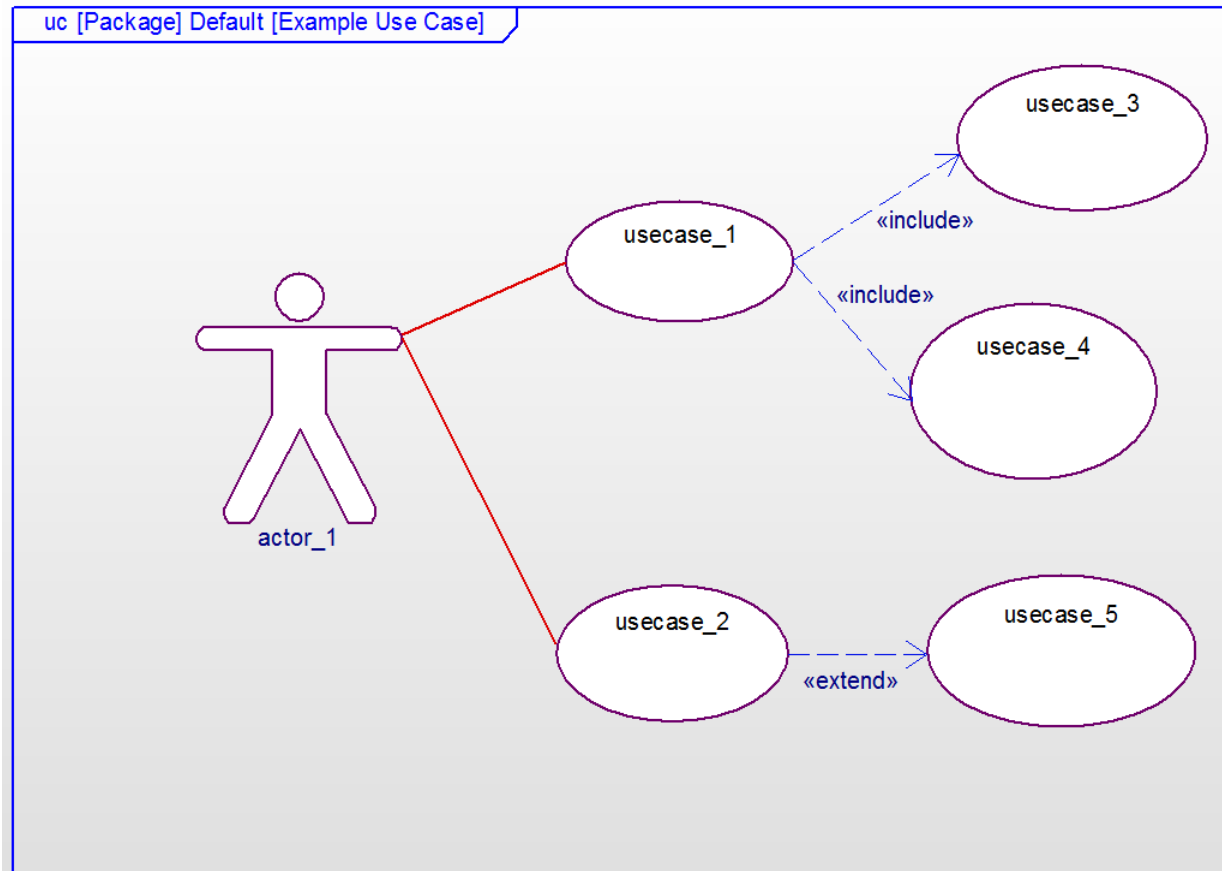 uc [Package] Default [Example Use Case]
usecase_3
usecase_1
«include»
«include»
usecase_4
actor_1
usecase_2
usecase_5
«extend»